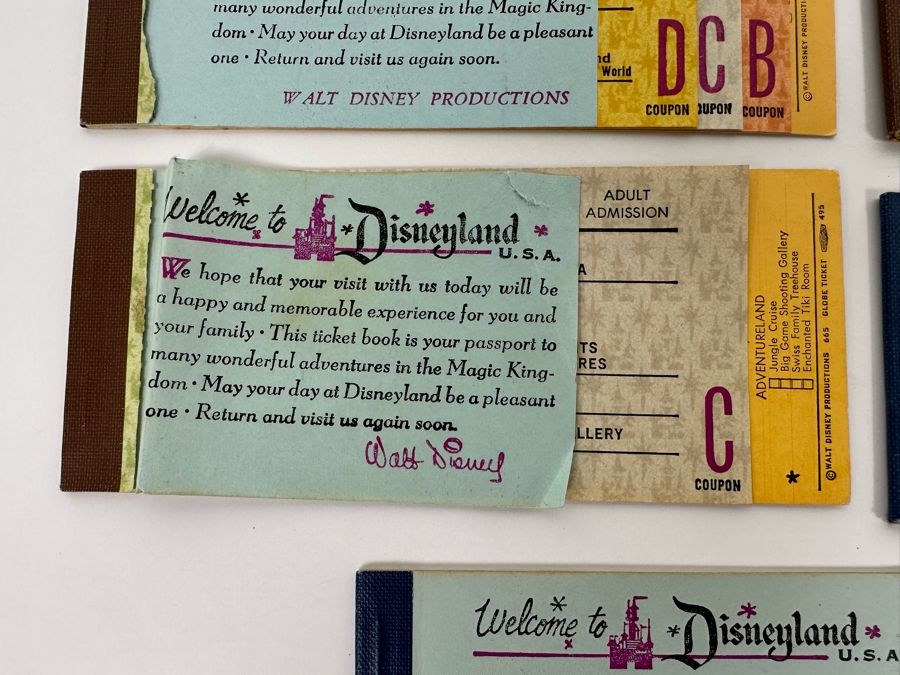 many wonderful adventures in the Magic King-
dom • May your day at Disneyland be a pleasant
one • Return and visit us again soon.
WALT DISNEY PRODUCTIONS
nd
World
D
COUPON
C
OUPON
B
COUPON
© WALT DISNEY PRODUCTIONS
Welcome to Disneyland
U.S.A.
We hope that your visit with us today will be
a happy and memorable experience for you and
your family • This ticket book is your passport to
many wonderful adventures in the Magic King-
dom • May your day at Disneyland be a pleasant
one • Return and visit us again soon.
Walt Disney
ADULT
ADMISSION
A
TS
RES
LLERY
C
COUPON
ADVENTURELAND
Jungle Cruise
Big Game Shooting Gallery
Swiss Family Treehouse
Enchanted Tiki Room
*
© WALT DISNEY PRODUCTIONS 665 GLOBE TICKET 495
Welcome to Disneyland
U.S.A